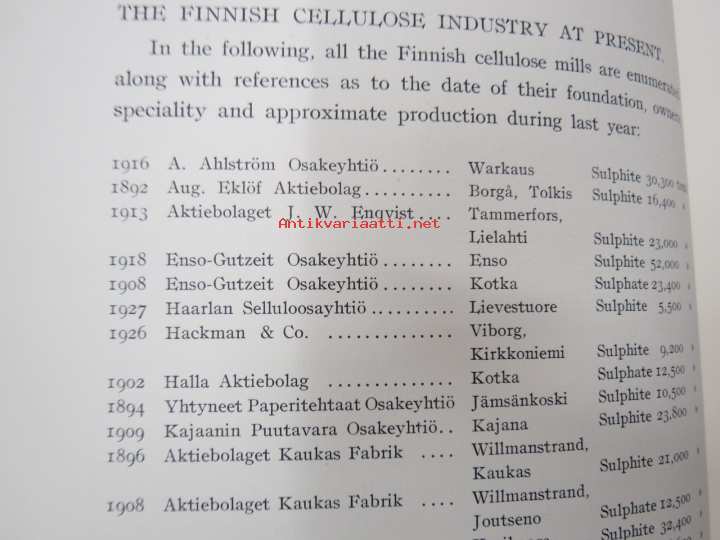 THE FINNISH CELLULOSE INDUSTRY AT PRESENT.
In the following, all the Finnish cellulose mills are enumerated
along with references as to the date of their foundation, owners
speciality and approximate production during last year:
1916 A. Ahlström Osakeyhtiö ........ Warkaus Sulphite 30,300 tons
1892 Aug. Eklöf Aktiebolag .......... Borgå, Tolkis Sulphite 16,400 »
1913 Aktiebolaget J. W. Enqvist .... Tammerfors,
Antikvariaatti.net
Lielahti Sulphite 23,000 »
1918 Enso-Gutzeit Osakeyhtiö ........ Enso Sulphite 52,000 »
1908 Enso-Gutzeit Osakeyhtiö ........ Kotka Sulphate 23,400 »
1927 Haarlan Selluloosayhtiö .......... Lievestuore Sulphite 5,500 »
1926 Hackman & Co. .............. Viborg,
Kirkkoniemi Sulphite 9,200 »
1902 Halla Aktiebolag .............. Kotka Sulphate 12,500 »
1894 Yhtyneet Paperitehtaat Osakeyhtiö Jämsänkoski Sulphite 10,500 »
1909 Kajaanin Puutavara Osakeyhtiö.. Kajana Sulphite 23,800 »
1896 Aktiebolaget Kaukas Fabrik .... Willmanstrand,
Kaukas Sulphite 21,000 »
1908 Aktiebolaget Kaukas Fabrik .... Willmanstrand,
Joutseno Sulphate 12,500 »
32,400 »